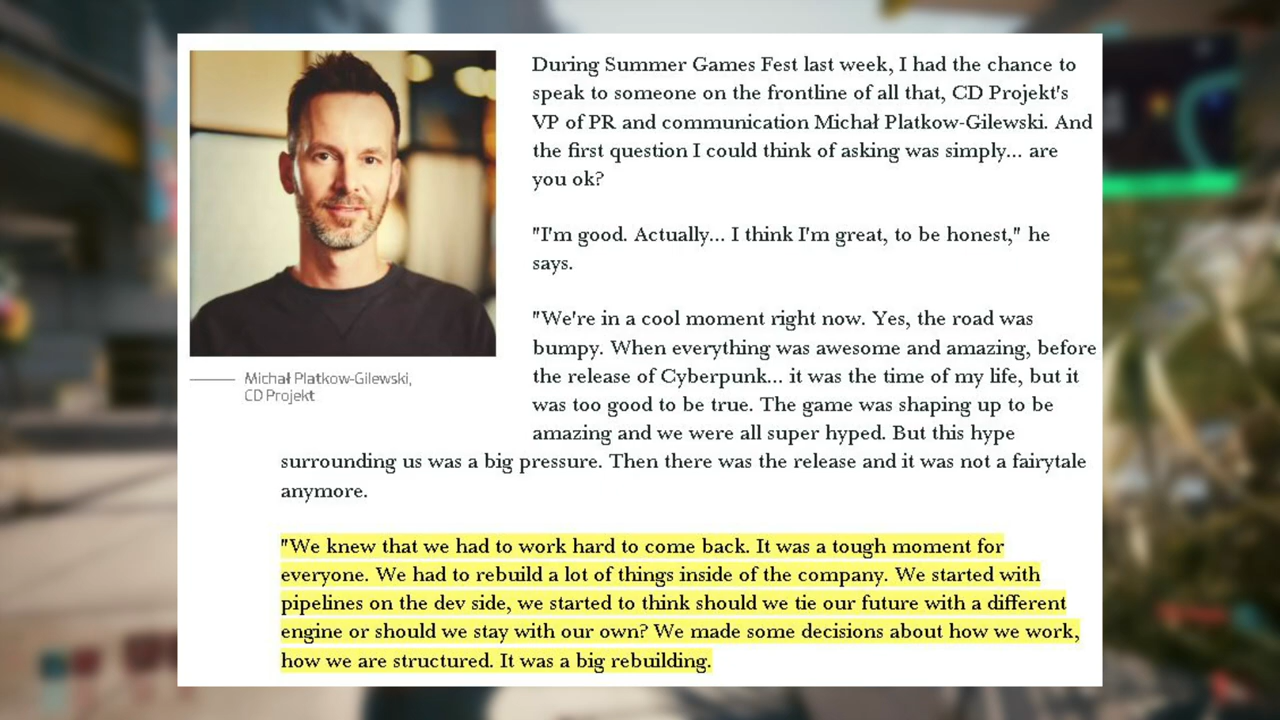 During Summer Games Fest last week, I had the chance to
speak to someone on the frontline of all that, CD Projekt's
VP of PR and communication Michał Platkow-Gilewski. And
the first question I could think of asking was simply... are
you ok?
"I'm good. Actually... I think I'm great, to be honest," he
says.
"We're in a cool moment right now. Yes, the road was
bumpy. When everything was awesome and amazing, before
the release of Cyberpunk... it was the time of my life, but it
was too good to be true. The game was shaping up to be
amazing and we were all super hyped. But this hype
surrounding us was a big pressure. Then there was the release and it was not a fairytale
anymore.
"We knew that we had to work hard to come back. It was a tough moment for
everyone. We had to rebuild a lot of things inside of the company. We started with
pipelines on the dev side, we started to think should we tie our future with a different
engine or should we stay with our own? We made some decisions about how we work,
how we are structured. It was a big rebuilding.
Michał Platkow-Gilewski,
CD Projekt